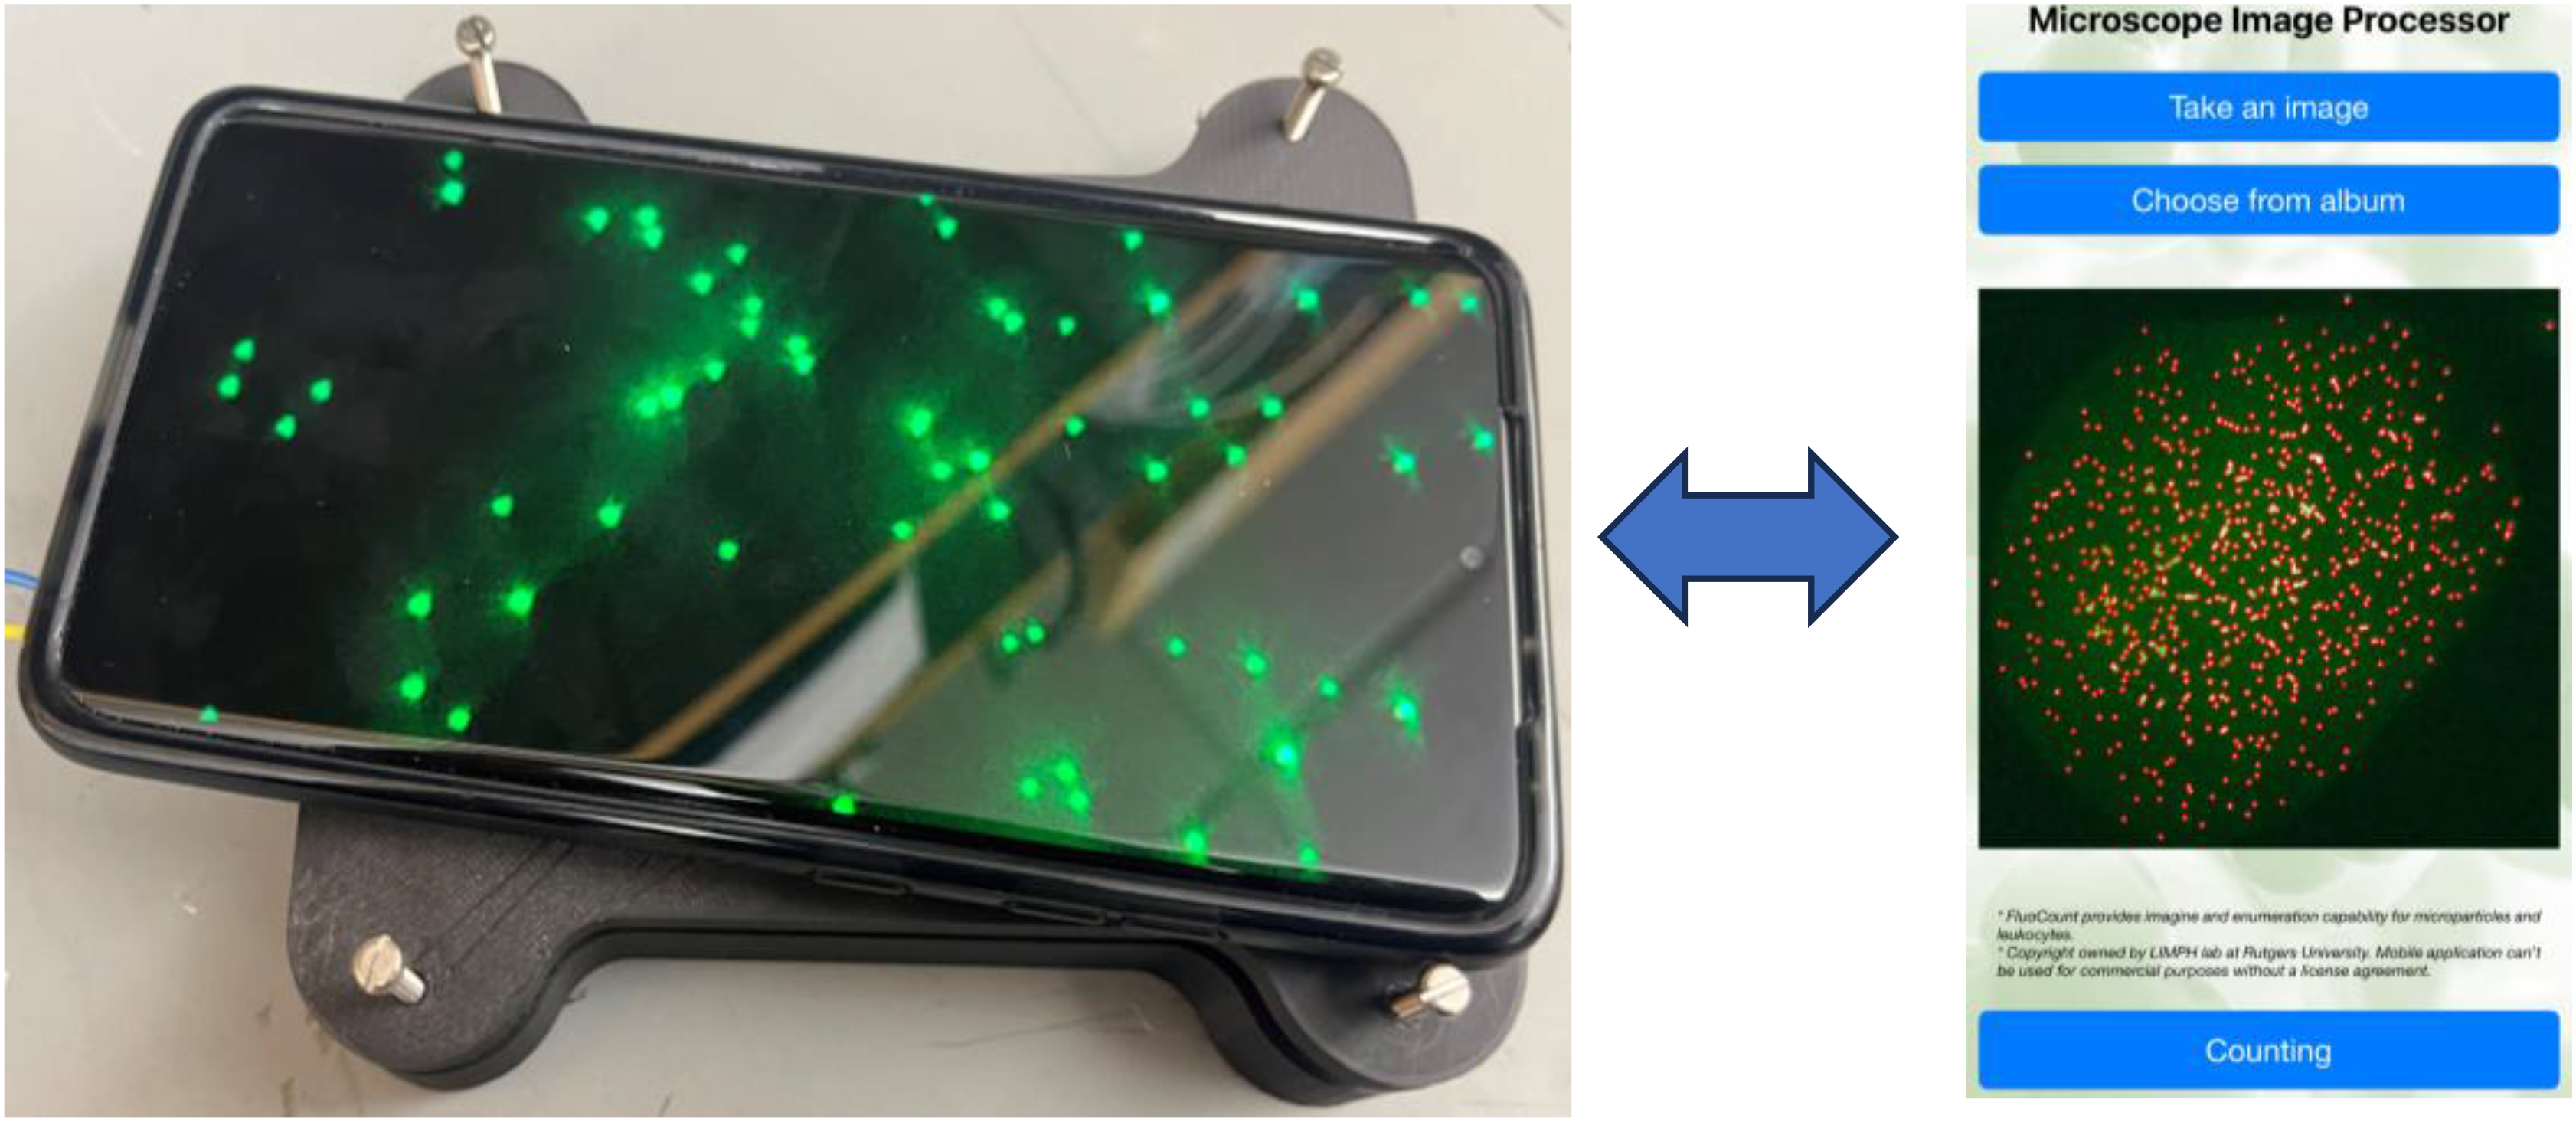 Microscope Image Processor
Take an image
Choose from album
* FluoCount provides imagine and enumeration capability for microparticles and
leukocytes.
* Copyright owned by LIMPH lab at Rutgers University. Mobile application can't
be used for commercial purposes without a license agreement.
Counting